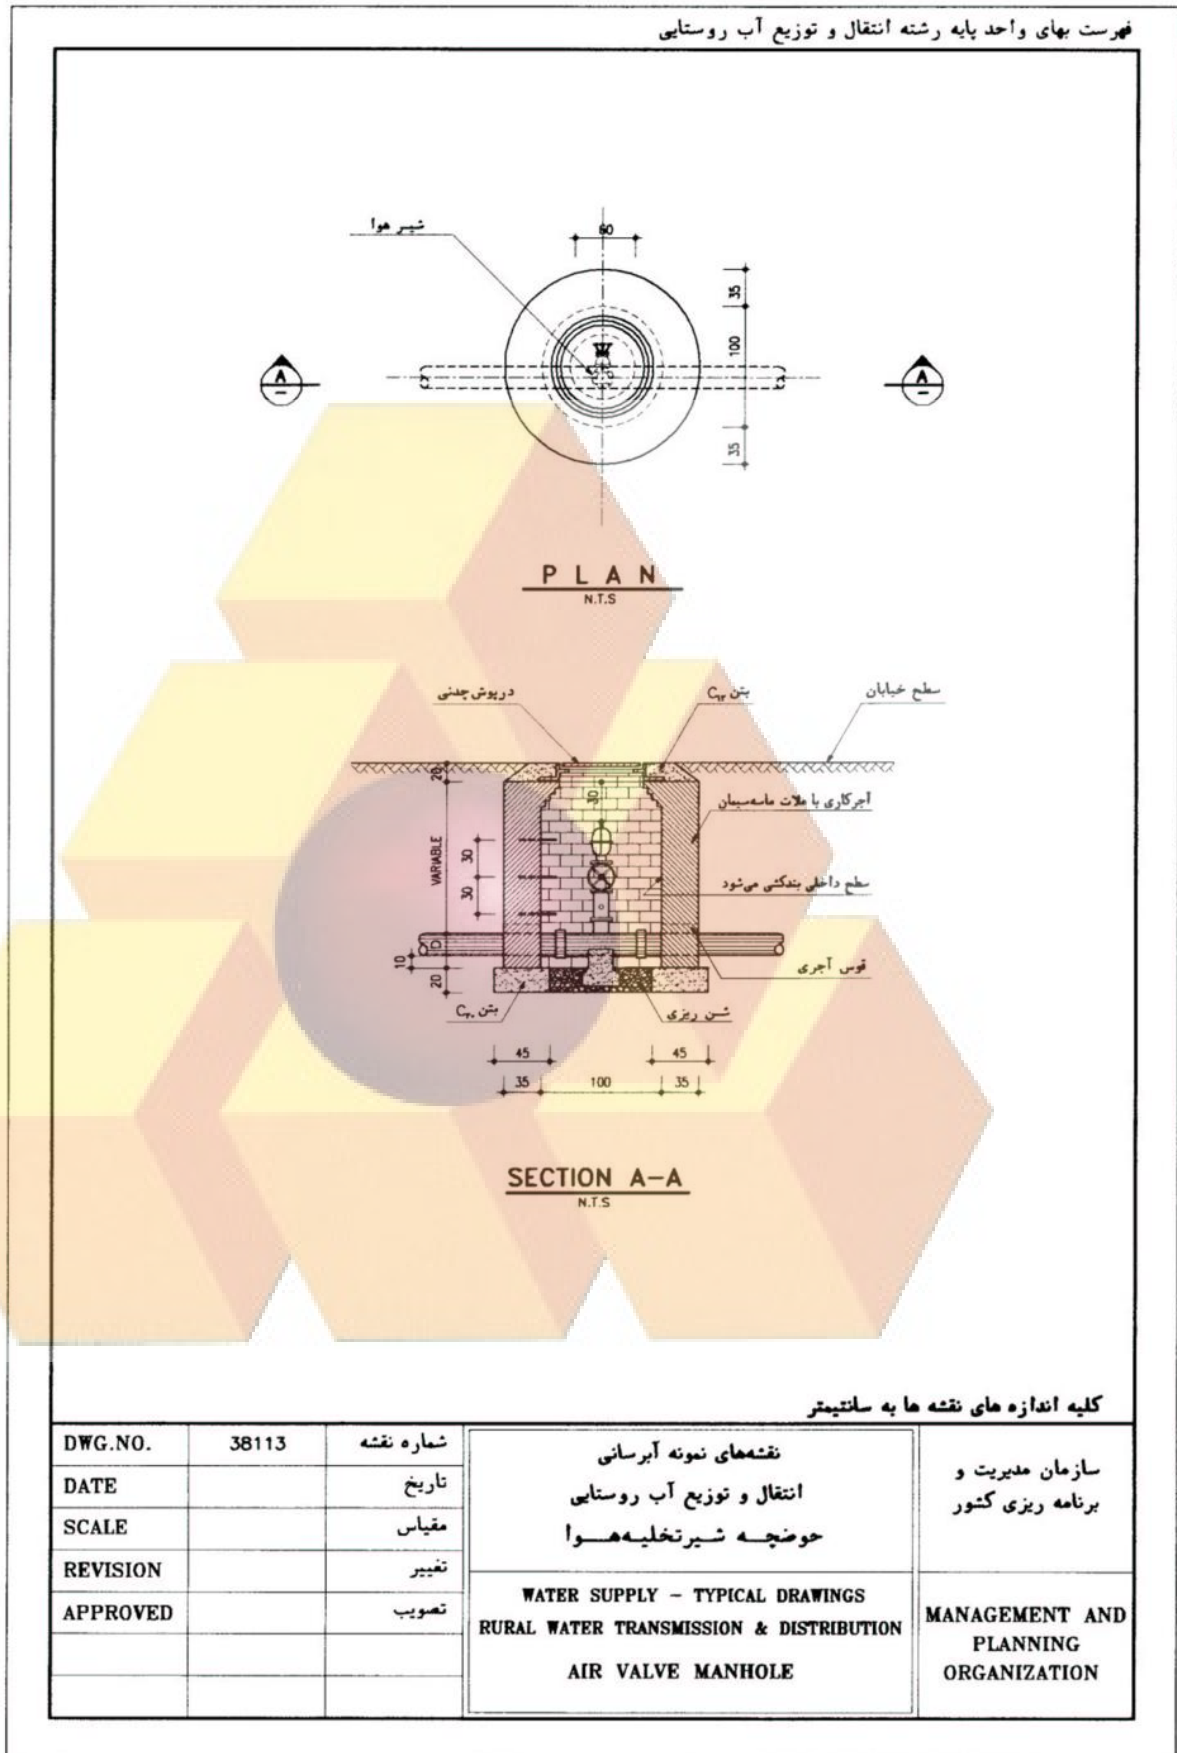 فهرست بهای واحد پایه رشته انتقال و توزیع آب روستایی
شیر هوا
60
35
100
35
A
A
PLAN
N.T.S
درپوش چدنی
بتن C₁₂
سطح خیابان
20
30
آجرکاری با ملات ماسه‌سیمان
VARIABLE
30
30
سطح داخلی بندکشی می‌شود
D
10
قوس آجری
20
بتن C₂₀
شن ریزی
45
45
35
100
35
SECTION A-A
N.T.S
کلیه اندازه های نقشه ها به سانتیمتر
DWG.NO. 38113 شماره نقشه
DATE تاریخ
SCALE مقیاس
REVISION تغییر
APPROVED تصویب
نقشه‌های نمونه آبرسانی
انتقال و توزیع آب روستایی
حوضچه شیرتخلیه‌هوا
WATER SUPPLY - TYPICAL DRAWINGS
RURAL WATER TRANSMISSION & DISTRIBUTION
AIR VALVE MANHOLE
سازمان مدیریت و
برنامه ریزی کشور
MANAGEMENT AND
PLANNING
ORGANIZATION